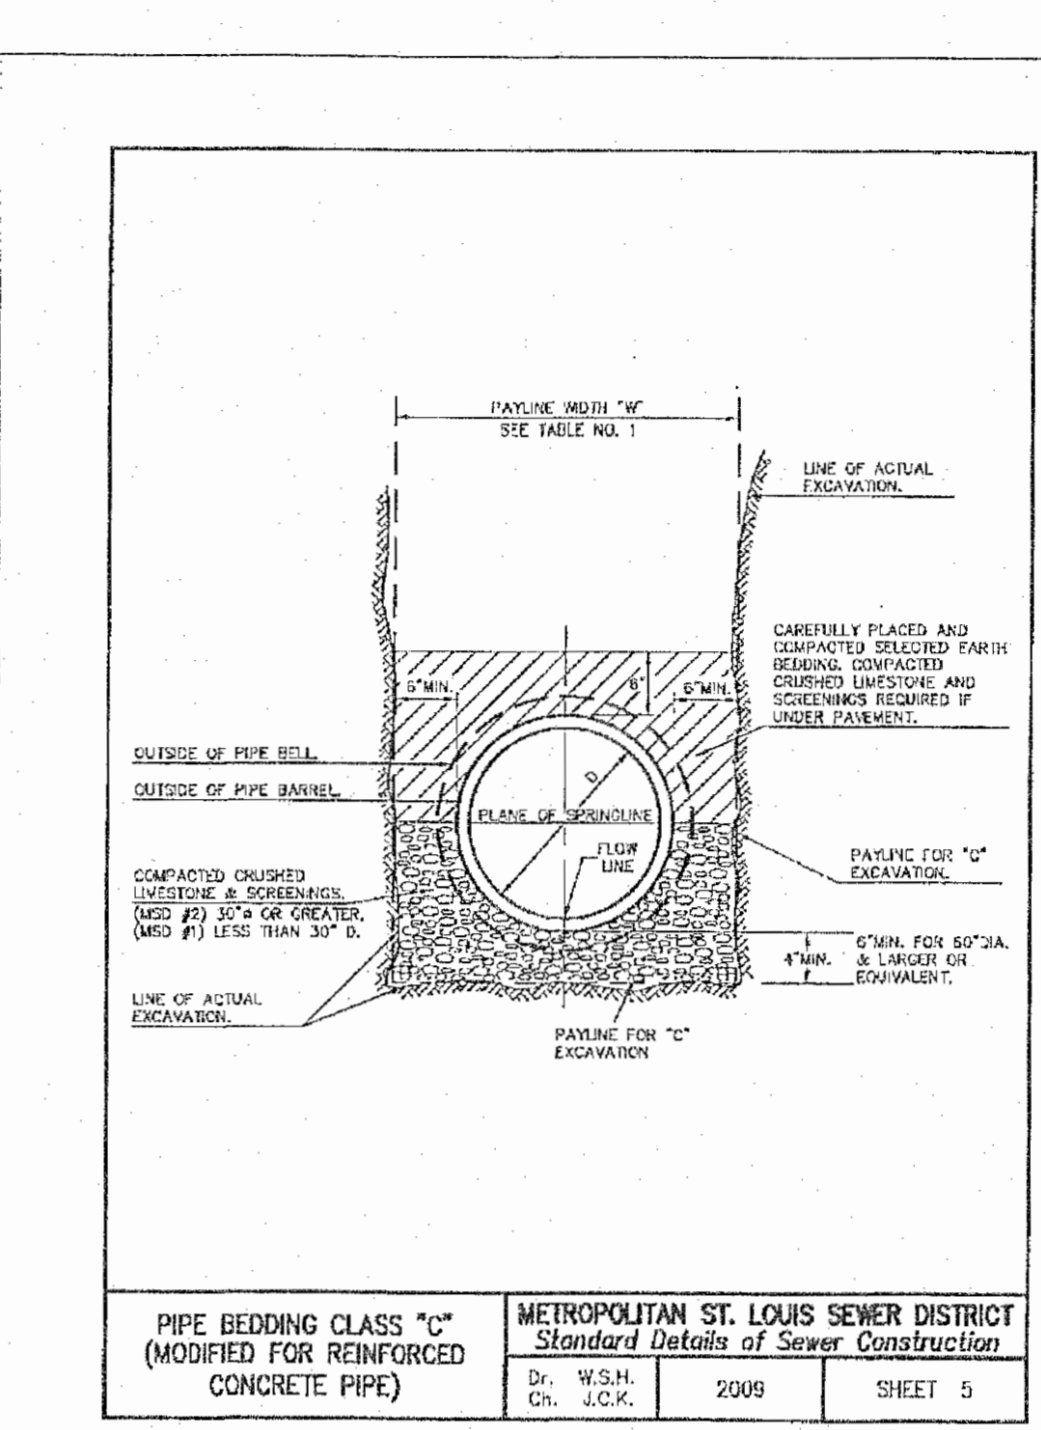 PAYLINE WIDTH "W"
SEE TABLE NO. 1
LINE OF ACTUAL
EXCAVATION.
CAREFULLY PLACED AND
COMPACTED SELECTED EARTH
BEDDING. COMPACTED
CRUSHED LIMESTONE AND
SCREENINGS REQUIRED IF
UNDER PAVEMENT.
6"MIN.
6"
6"MIN.
OUTSIDE OF PIPE BELL
OUTSIDE OF PIPE BARREL
D
PLANE OF SPRINGLINE
FLOW
LINE
PAYLINE FOR "C"
EXCAVATION.
COMPACTED CRUSHED
LIMESTONE & SCREENINGS.
(MSD #2) 30"ø OR GREATER.
(MSD #1) LESS THAN 30" D.
4"MIN.
6"MIN. FOR 60"DIA.
& LARGER OR
EQUIVALENT.
LINE OF ACTUAL
EXCAVATION.
PAYLINE FOR "C"
EXCAVATION
PIPE BEDDING CLASS "C"
(MODIFIED FOR REINFORCED
CONCRETE PIPE)
METROPOLITAN ST. LOUIS SEWER DISTRICT
Standard Details of Sewer Construction
Dr. W.S.H.
Ch. J.C.K.
2009
SHEET 5